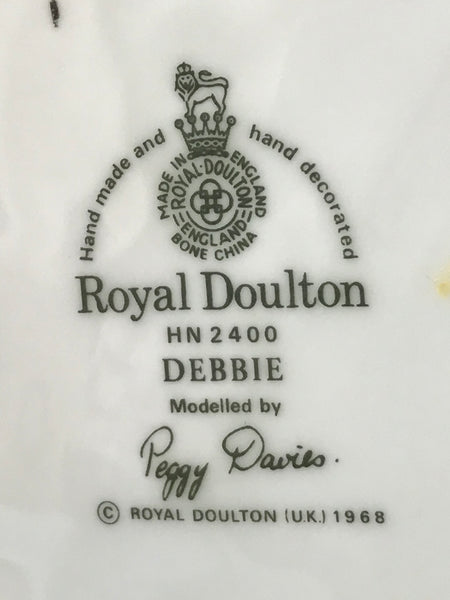 Hand made and hand decorated
MADE IN ENGLAND
ROYAL·DOULTON
ENGLAND
BONE CHINA
Royal Doulton
HN 2400
DEBBIE
Modelled by
Peggy Davies.
© ROYAL DOULTON (U.K.) 1968